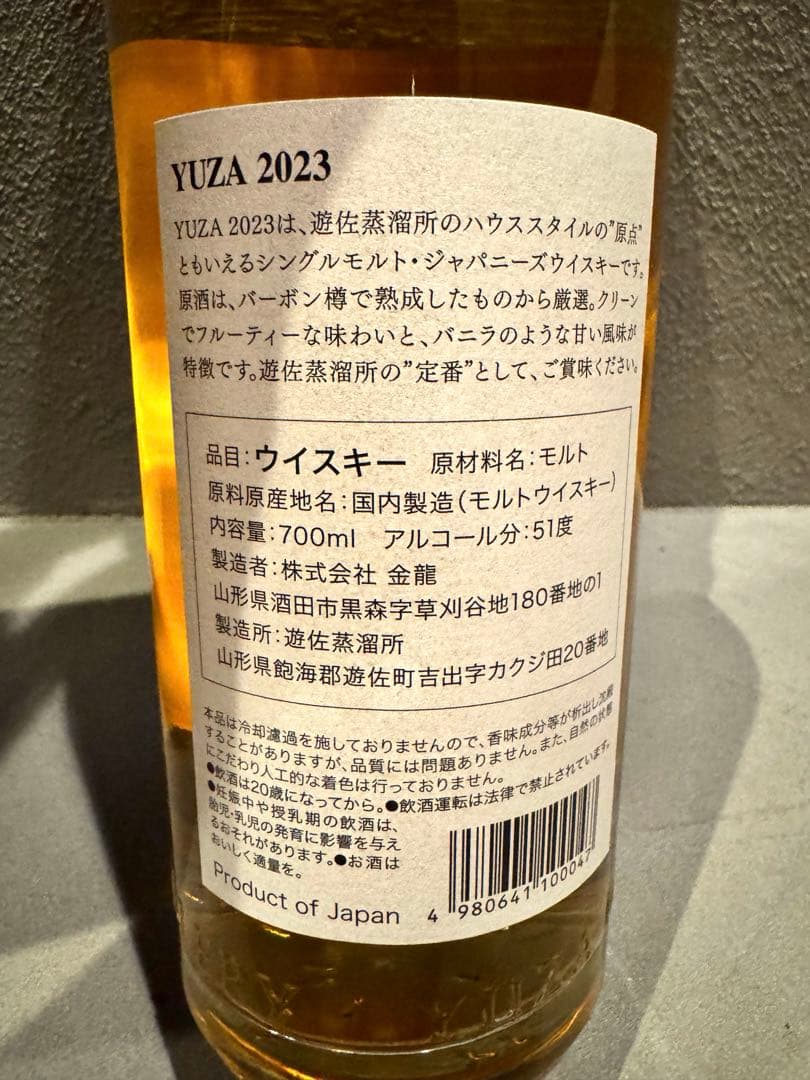 YUZA 2023
YUZA 2023は、遊佐蒸溜所のハウススタイルの"原点"
ともいえるシングルモルト・ジャパニーズウイスキーです。
原酒は、バーボン樽で熟成したものから厳選。クリーン
でフルーティーな味わいと、バニラのような甘い風味が
特徴です。遊佐蒸溜所の"定番"として、ご賞味ください。
品目：ウイスキー 原材料名：モルト
原料原産地名：国内製造（モルトウイスキー）
内容量：700ml アルコール分：51度
製造者：株式会社 金龍
山形県酒田市黒森字草刈谷地180番地の1
製造所：遊佐蒸溜所
山形県飽海郡遊佐町吉出字カクジ田20番地
本品は冷却濾過を施しておりませんので、香味成分等が析出し沈殿
することがありますが、品質には問題ありません。また、自然の状態
にこだわり人工的な着色は行っておりません。
●飲酒は20歳になってから。●飲酒運転は法律で禁止されています。
●妊娠中や授乳期の飲酒は、
胎児・乳児の発育に影響を与え
るおそれがあります。●お酒は
おいしく適量を。
Product of Japan
4 980641 100047